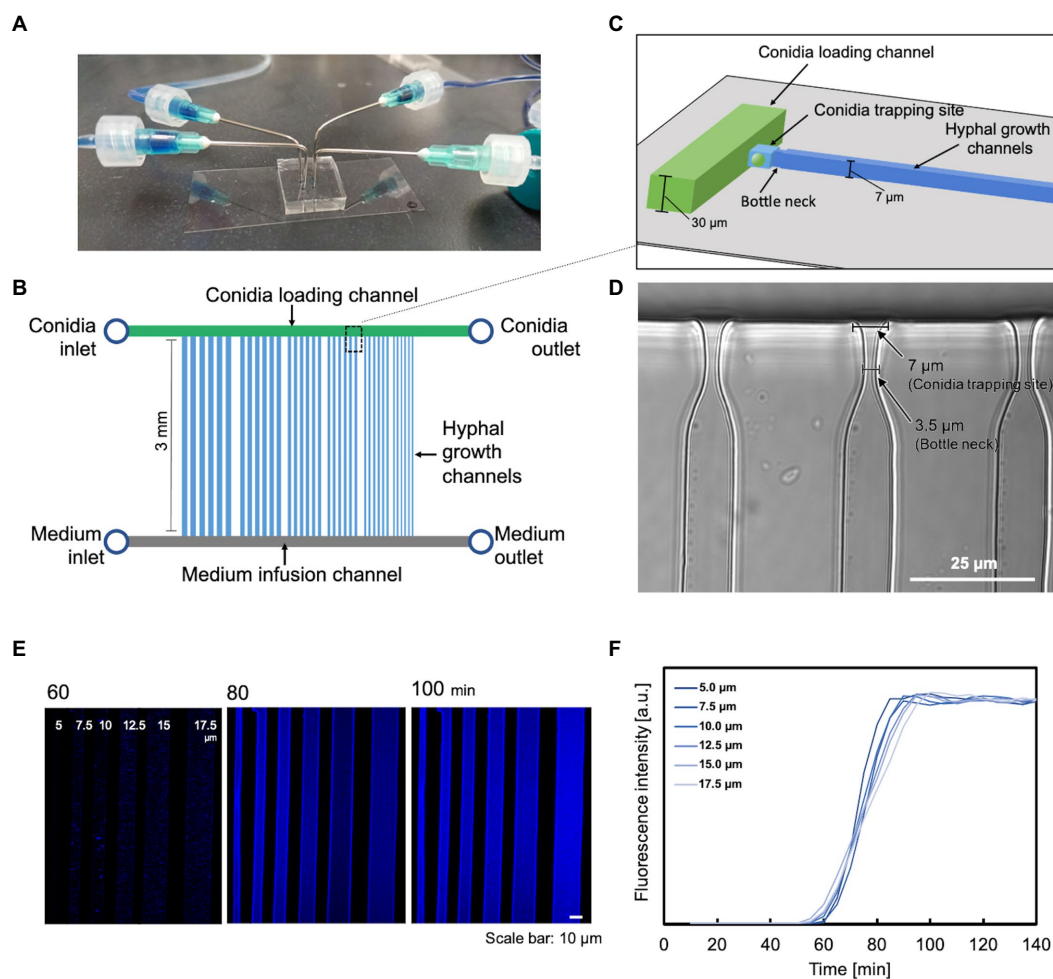 A
C
Conidia loading channel
Conidia trapping site
Hyphal growth
channels
Bottle neck
7 µm
30 µm
B
Conidia loading channel
Conidia
inlet
Conidia
outlet
3 mm
Hyphal
growth
channels
Medium
inlet
Medium
outlet
Medium infusion channel
D
7 µm
(Conidia trapping site)
3.5 µm
(Bottle neck)
25 µm
E
60
80
100 min
5 7.5 10 12.5 15 17.5
µm
Scale bar: 10 µm
F
Fluorescence intensity [a.u.]
5.0 µm
7.5 µm
10.0 µm
12.5 µm
15.0 µm
17.5 µm
0 20 40 60 80 100 120 140
Time [min]